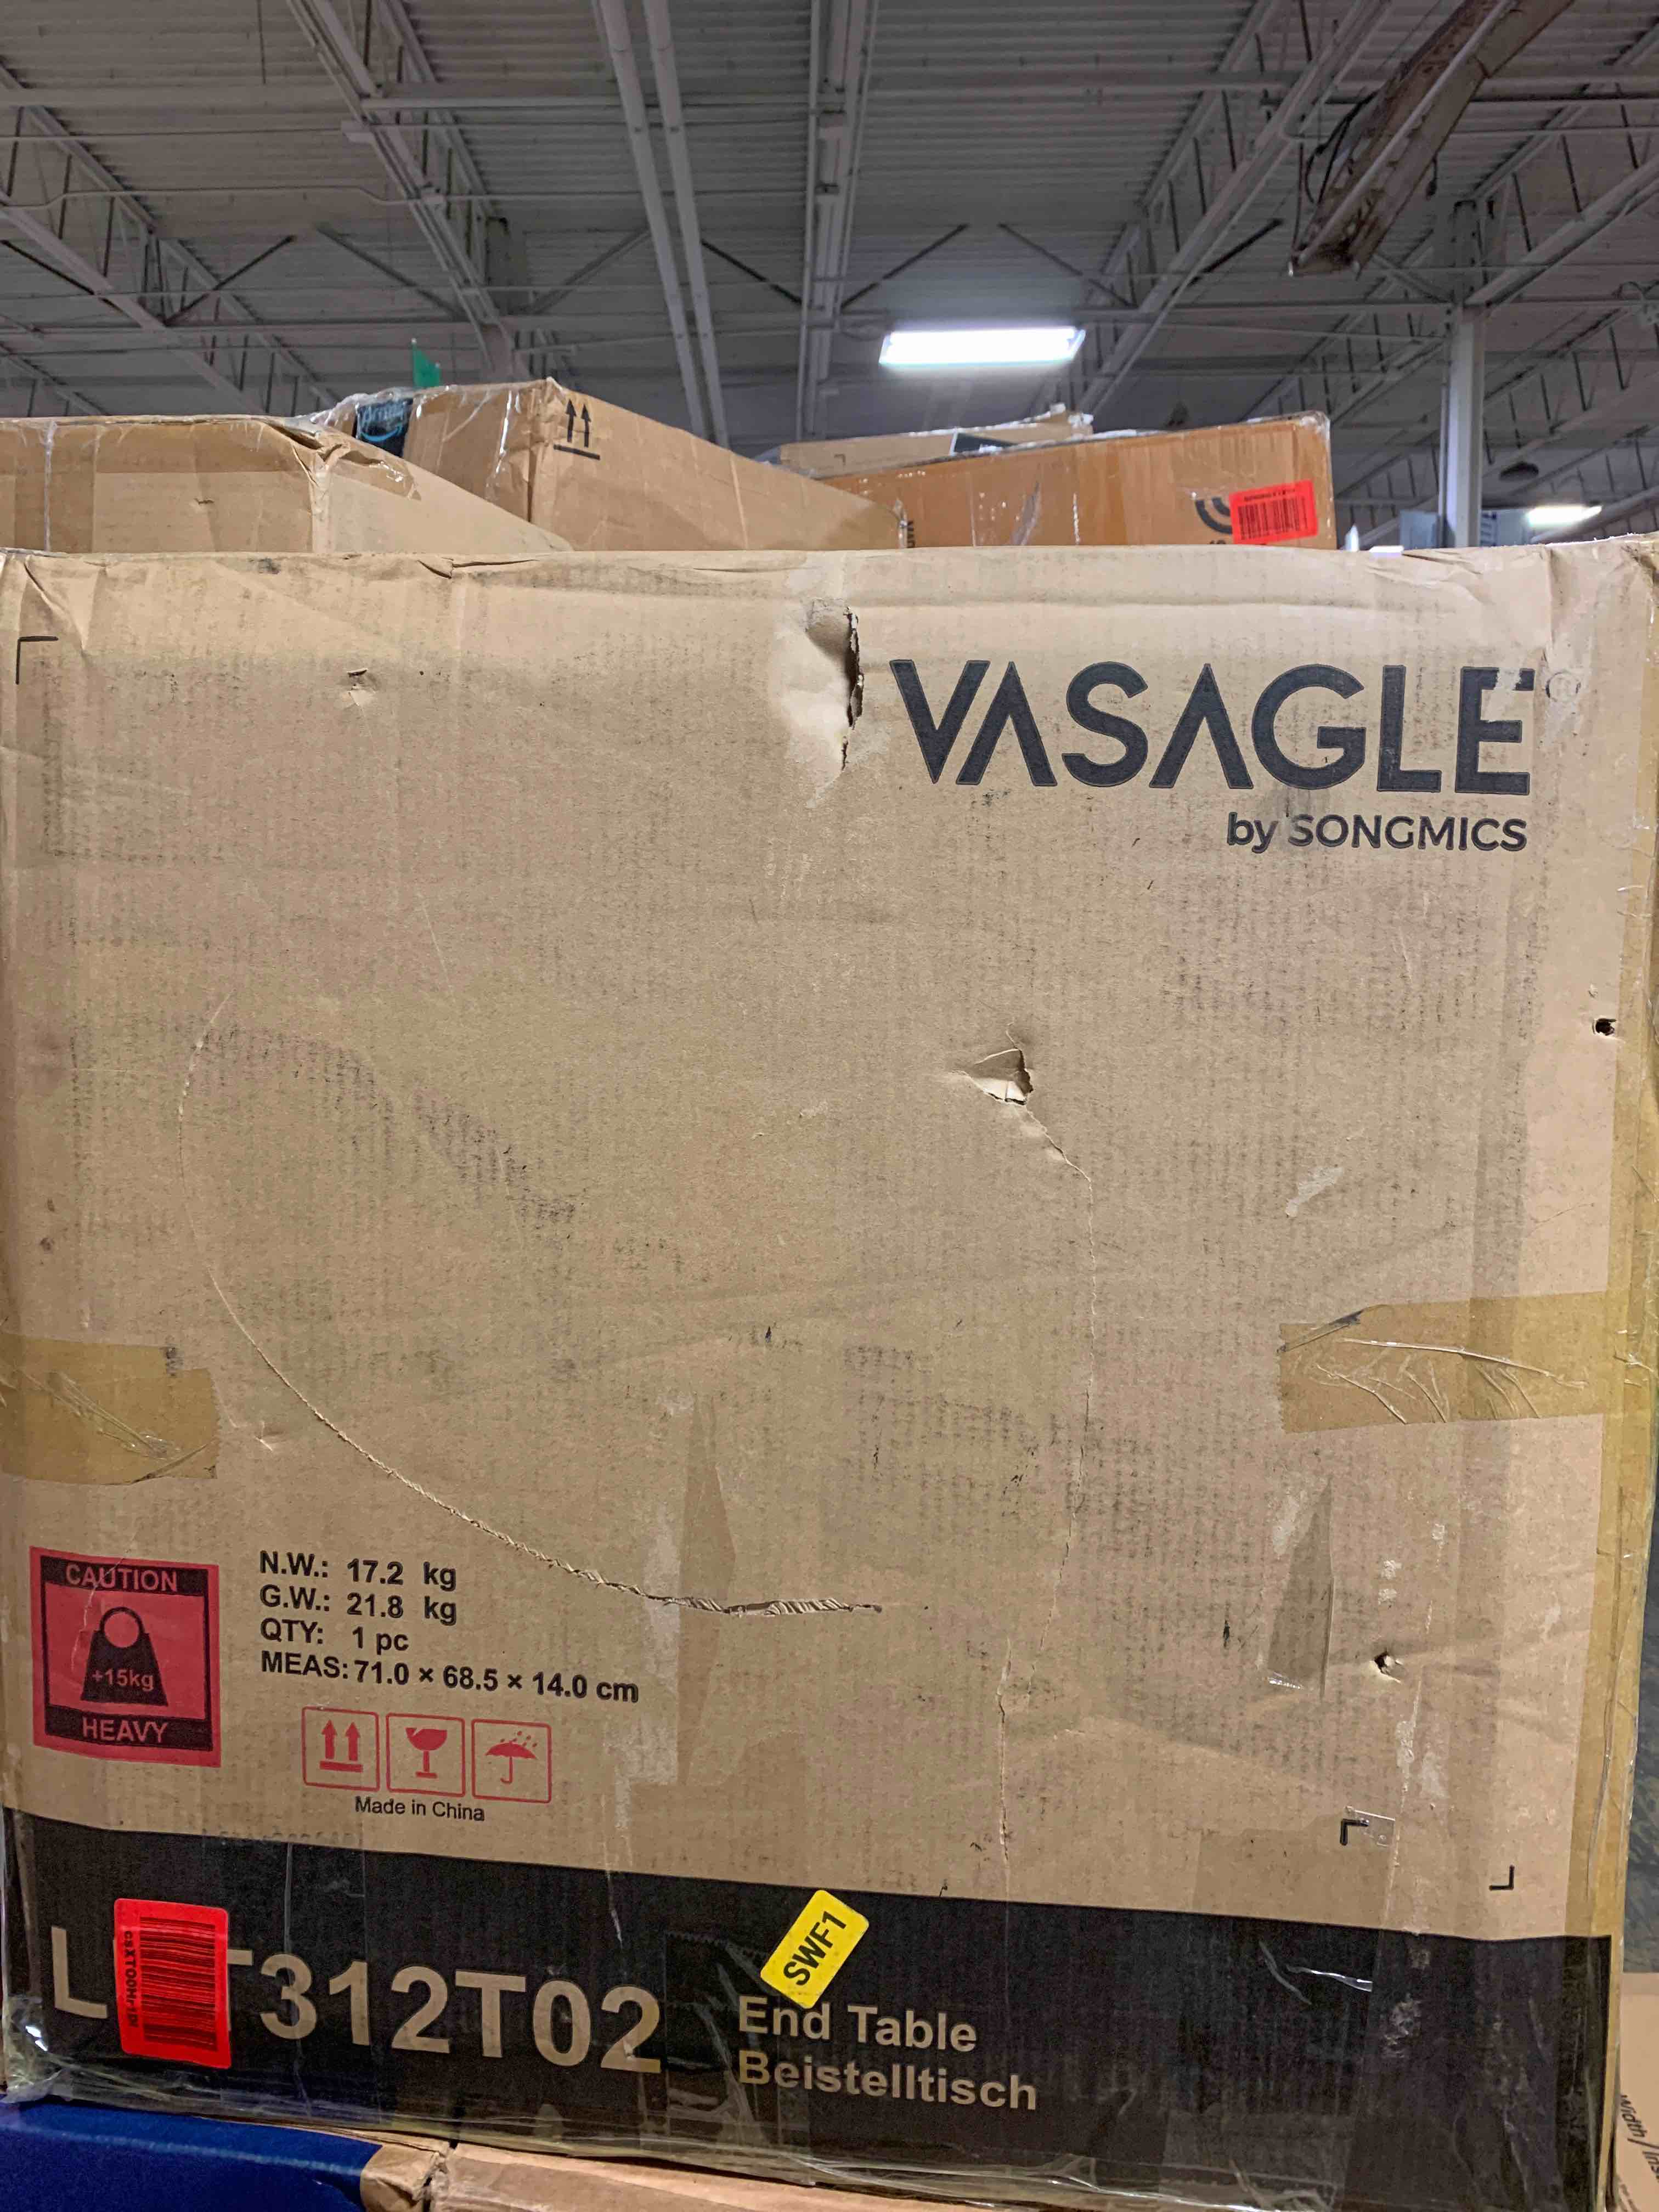 VASAGLE
by SONGMICS
CAUTION
+15kg
HEAVY
N.W.: 17.2 kg
G.W.: 21.8 kg
QTY: 1 pc
MEAS: 71.0 × 68.5 × 14.0 cm
Made in China
SWF1
L T312T02
End Table
Beistelltisch